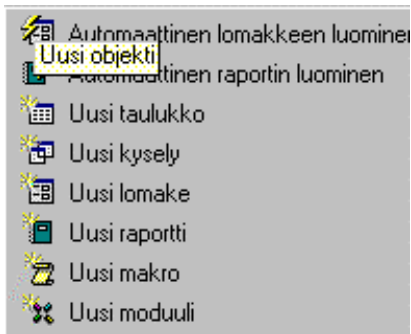 Automaattinen lomakkeen luominen
Uusi objekti
Automaattinen raportin luominen
Uusi taulukko
Uusi kysely
Uusi lomake
Uusi raportti
Uusi makro
Uusi moduuli